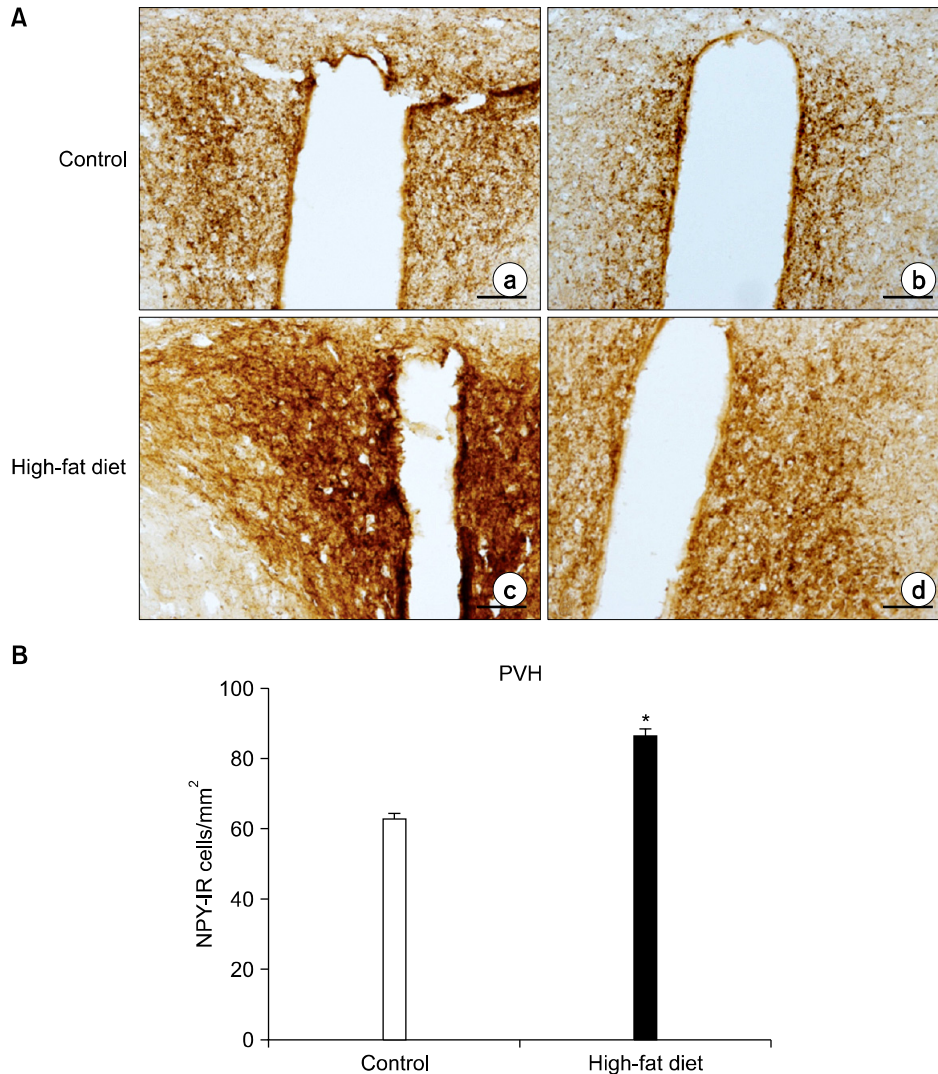 A
Control
a
b
High-fat diet
c
d
B
PVH
NPY-IR cells/mm²
100
80
60
40
20
0
*
Control
High-fat diet